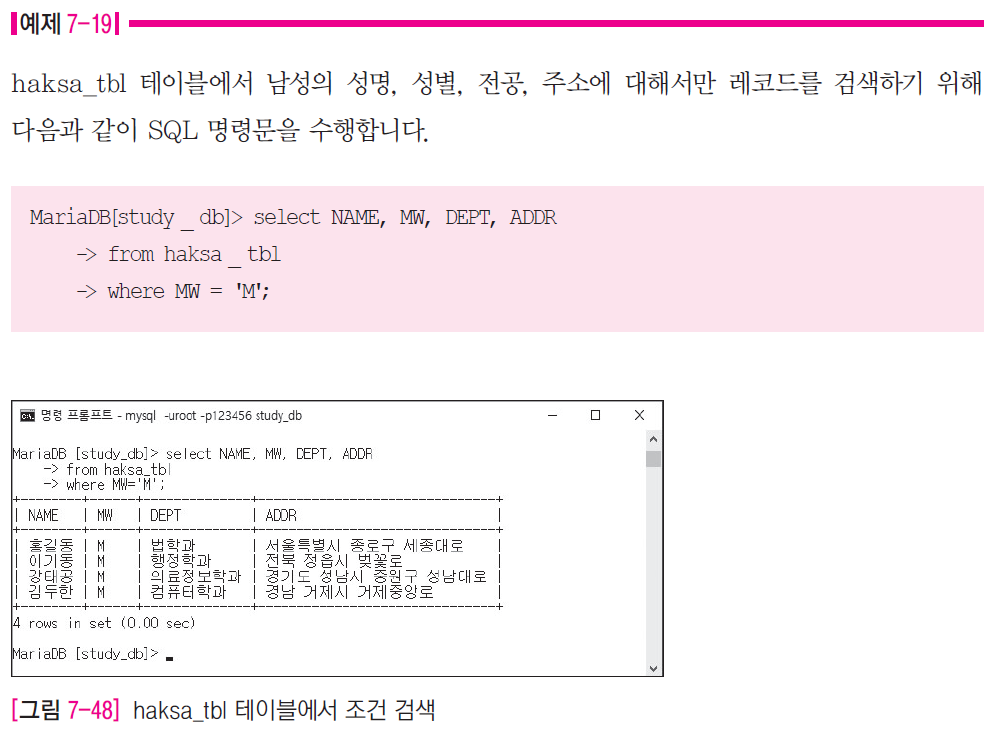 예제 7-19
haksa_tbl 테이블에서 남성의 성명, 성별, 전공, 주소에 대해서만 레코드를 검색하기 위해
다음과 같이 SQL 명령문을 수행합니다.
MariaDB[study _ db]> select NAME, MW, DEPT, ADDR
-> from haksa _ tbl
-> where MW = 'M';
명령 프롬프트 - mysql -uroot -p123456 study_db
MariaDB [study_db]> select NAME, MW, DEPT, ADDR
-> from haksa_tbl
-> where MW='M';
+--------+------+--------------+-------------------------------+
| NAME | MW | DEPT | ADDR |
+--------+------+--------------+-------------------------------+
| 홍길동 | M | 법학과 | 서울특별시 종로구 세종대로 |
| 이기동 | M | 행정학과 | 전북 정읍시 벚꽃로 |
| 강태공 | M | 의료정보학과 | 경기도 성남시 중원구 성남대로 |
| 김두한 | M | 컴퓨터학과 | 경남 거제시 거제중앙로 |
+--------+------+--------------+-------------------------------+
4 rows in set (0.00 sec)
MariaDB [study_db]> _
[그림 7-48] haksa_tbl 테이블에서 조건 검색